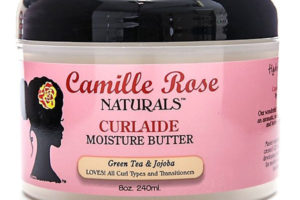 Camille Rose
NATURALS™
CURLAIDE
MOISTURE BUTTER
Green Tea & Jojoba
LOVES! All Curl Types and Transitioners
8oz. 240ml.